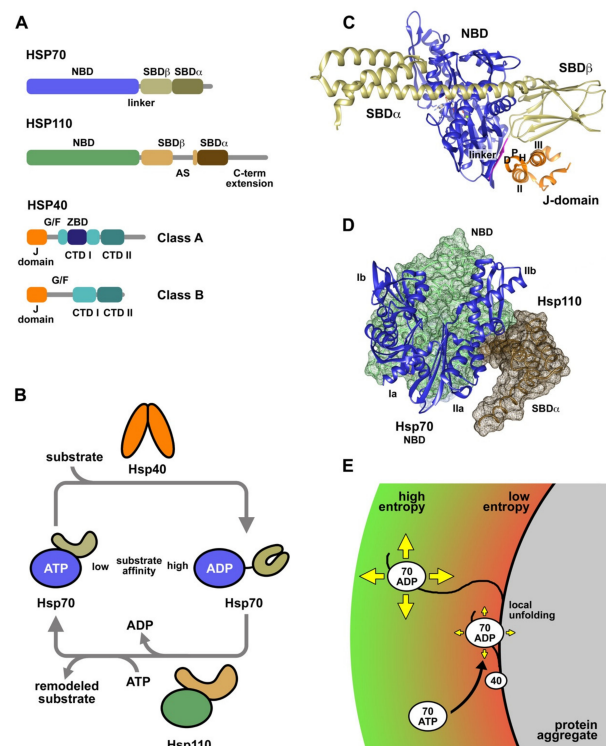 A
HSP70
NBD
SBDβ
SBDα
linker
HSP110
NBD
SBDβ
SBDα
AS
C-term
extension
HSP40
G/F
ZBD
J
domain
CTD I
CTD II
Class A
G/F
J
domain
CTD I
CTD II
Class B
B
substrate
Hsp40
ATP
low
substrate
affinity
high
ADP
Hsp70
Hsp70
ADP
ATP
remodeled
substrate
Hsp110
C
NBD
SBDβ
SBDα
linker
D
P
H
III
II
J-domain
D
NBD
Ib
IIb
Hsp110
Ia
IIa
Hsp70
NBD
SBDα
E
high
entropy
low
entropy
70
ADP
local
unfolding
70
ADP
40
70
ATP
protein
aggregate